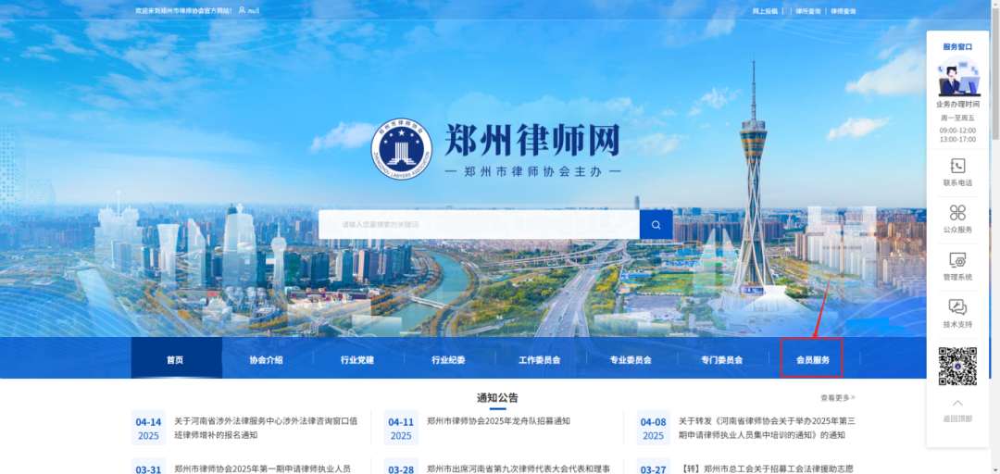 欢迎来到郑州市律师协会官方网站! null
网上投稿 | | 律所查询 | 律师查询
郑州市律师协会
ZHENGZHOU LAWYERS ASSOCIATION
郑州律师网
郑州市律师协会主办
请输入您要搜索的关键词
服务窗口
业务办理时间
周一至周五
09:00-12:00
13:00-17:00
联系电话
公众服务
管理系统
技术支持
返回顶部
首页 协会介绍 行业党建 行业纪委 工作委员会 专业委员会 专门委员会 会员服务
通知公告
查看更多>
04-14
2025
关于河南省涉外法律服务中心涉外法律咨询窗口值
班律师增补的报名通知
04-11
2025
郑州市律师协会2025年龙舟队招募通知
04-08
2025
关于转发《河南省律师协会关于举办2025年第三
期申请律师执业人员集中培训的通知》的通知
03-31
郑州市律师协会2025年第一期申请律师执业人员
03-28
郑州市出席河南省第九次律师代表大会代表和理事
03-27
【转】郑州市总工会关于招募工会法律援助志愿